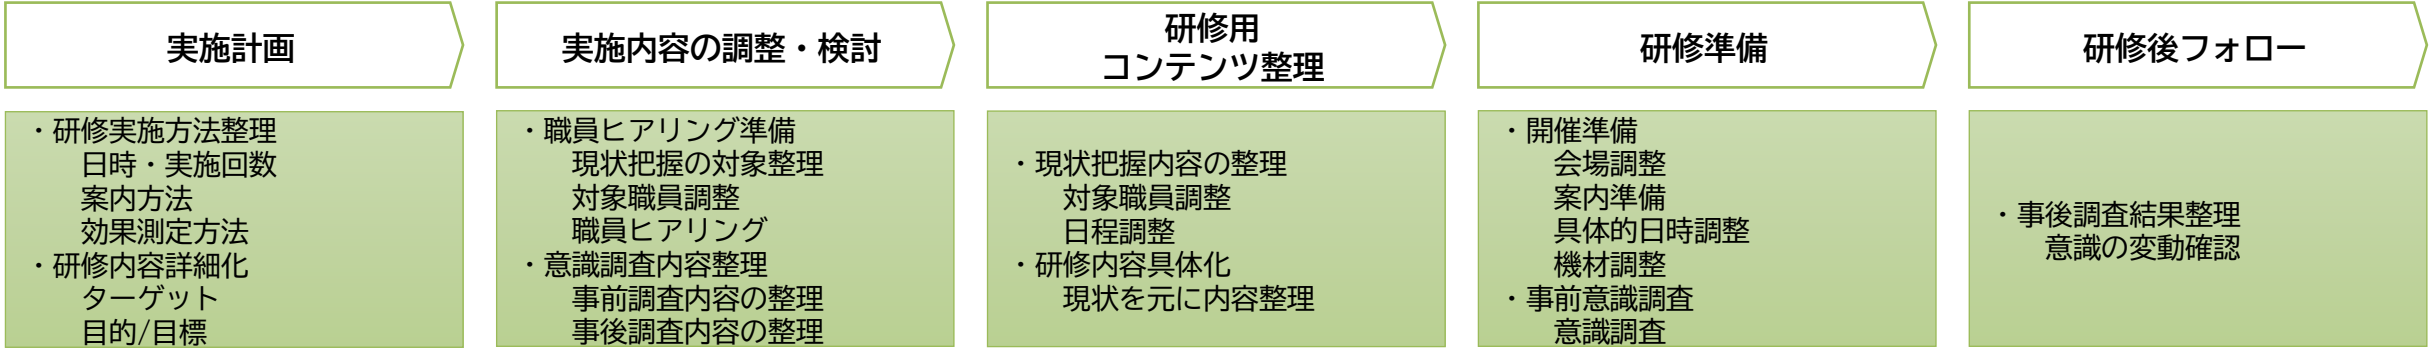 実施計画
・研修実施方法整理
日時・実施回数
案内方法
効果測定方法
・研修内容詳細化
ターゲット
目的/目標
実施内容の調整・検討
・職員ヒアリング準備
現状把握の対象整理
対象職員調整
職員ヒアリング
・意識調査内容整理
事前調査内容の整理
事後調査内容の整理
研修用
コンテンツ整理
・現状把握内容の整理
対象職員調整
日程調整
・研修内容具体化
現状を元に内容整理
研修準備
・開催準備
会場調整
案内準備
具体的日時調整
機材調整
・事前意識調査
意識調査
研修後フォロー
・事後調査結果整理
意識の変動確認